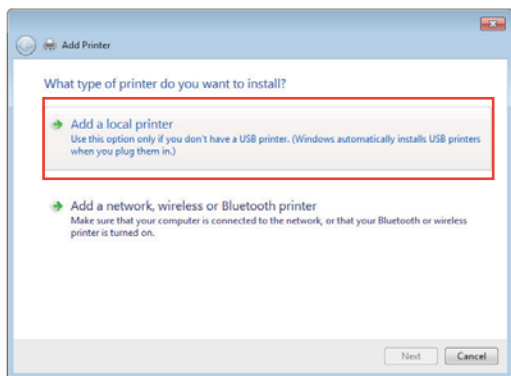 Add Printer
What type of printer do you want to install?
Add a local printer
Use this option only if you don't have a USB printer. (Windows automatically installs USB printers
when you plug them in.)
Add a network, wireless or Bluetooth printer
Make sure that your computer is connected to the network, or that your Bluetooth or wireless
printer is turned on.
Next Cancel